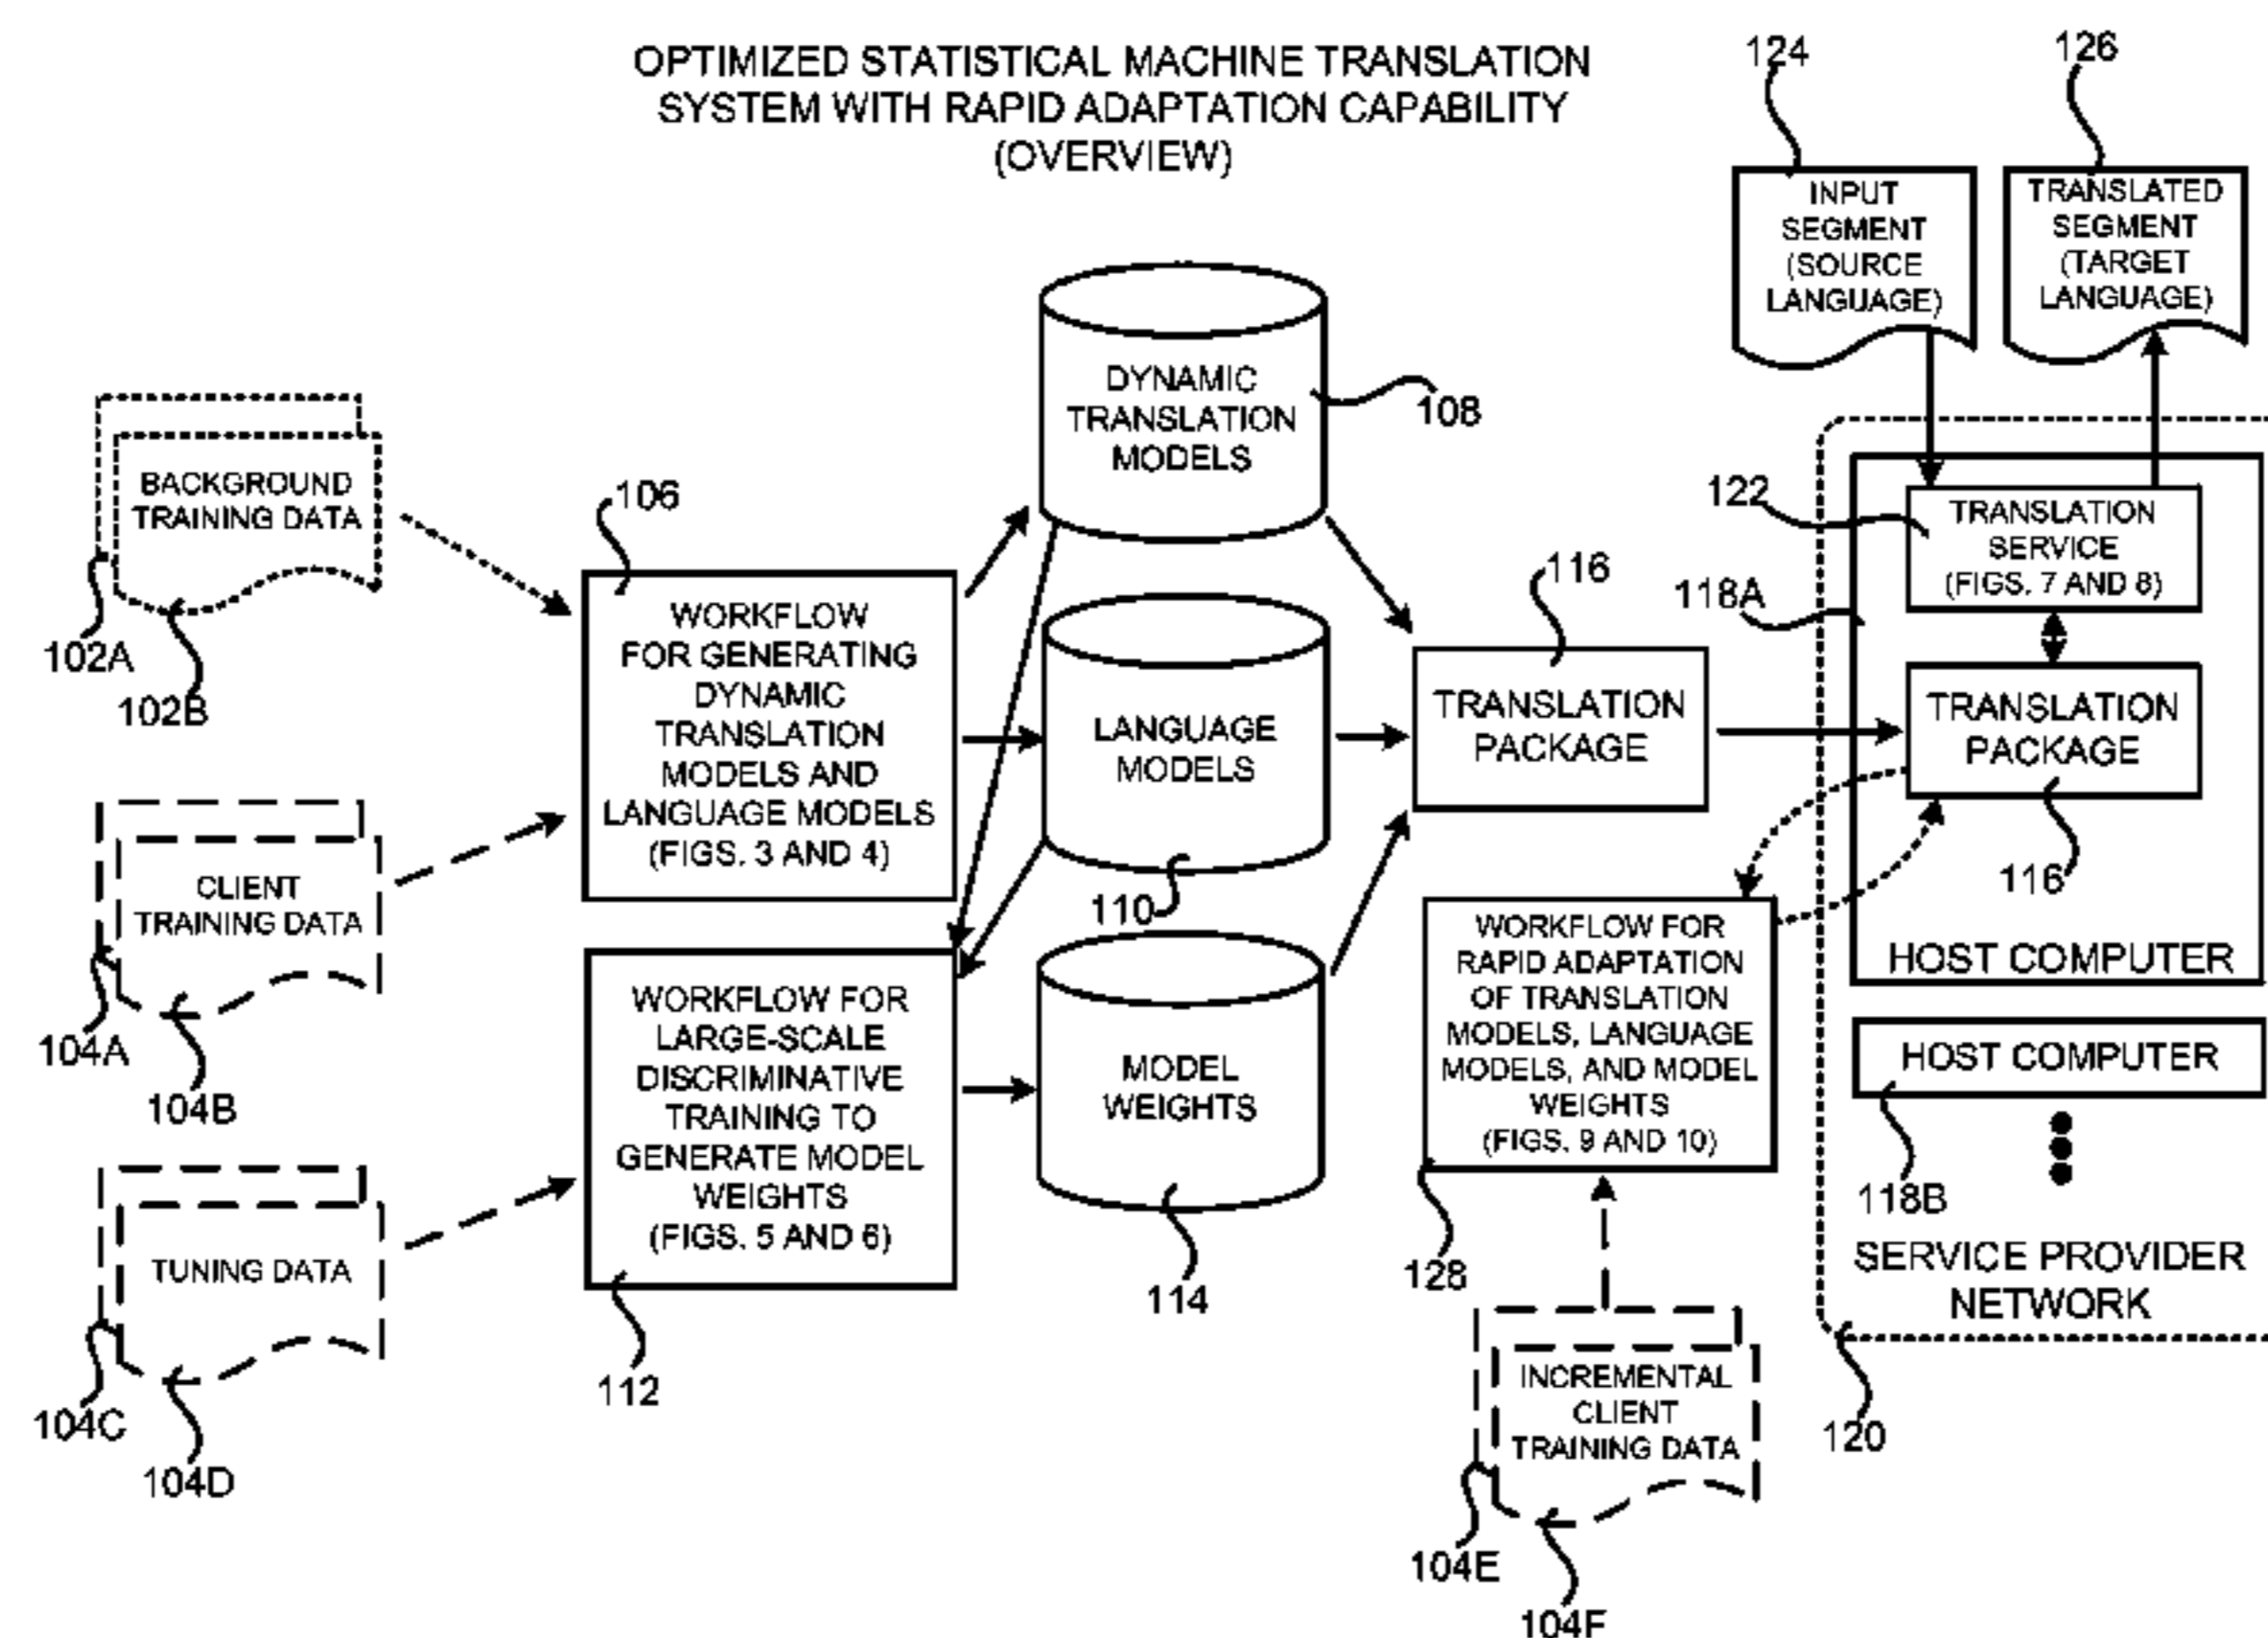 OPTIMIZED STATISTICAL MACHINE TRANSLATION
SYSTEM WITH RAPID ADAPTATION CAPABILITY
(OVERVIEW)
124
126
INPUT
SEGMENT
(SOURCE
LANGUAGE)
TRANSLATED
SEGMENT
(TARGET
LANGUAGE)
BACKGROUND
TRAINING DATA
102A
102B
CLIENT
TRAINING DATA
104A
104B
TUNING DATA
104C
104D
106
WORKFLOW
FOR GENERATING
DYNAMIC
TRANSLATION
MODELS AND
LANGUAGE MODELS
(FIGS. 3 AND 4)
WORKFLOW FOR
LARGE-SCALE
DISCRIMINATIVE
TRAINING TO
GENERATE MODEL
WEIGHTS
(FIGS. 5 AND 6)
112
DYNAMIC
TRANSLATION
MODELS
108
LANGUAGE
MODELS
110
MODEL
WEIGHTS
114
116
TRANSLATION
PACKAGE
122
TRANSLATION
SERVICE
(FIGS. 7 AND 8)
118A
TRANSLATION
PACKAGE
116
HOST COMPUTER
HOST COMPUTER
118B
SERVICE PROVIDER
NETWORK
120
WORKFLOW FOR
RAPID ADAPTATION
OF TRANSLATION
MODELS, LANGUAGE
MODELS, AND MODEL
WEIGHTS
(FIGS. 9 AND 10)
128
INCREMENTAL
CLIENT
TRAINING DATA
104E
104F